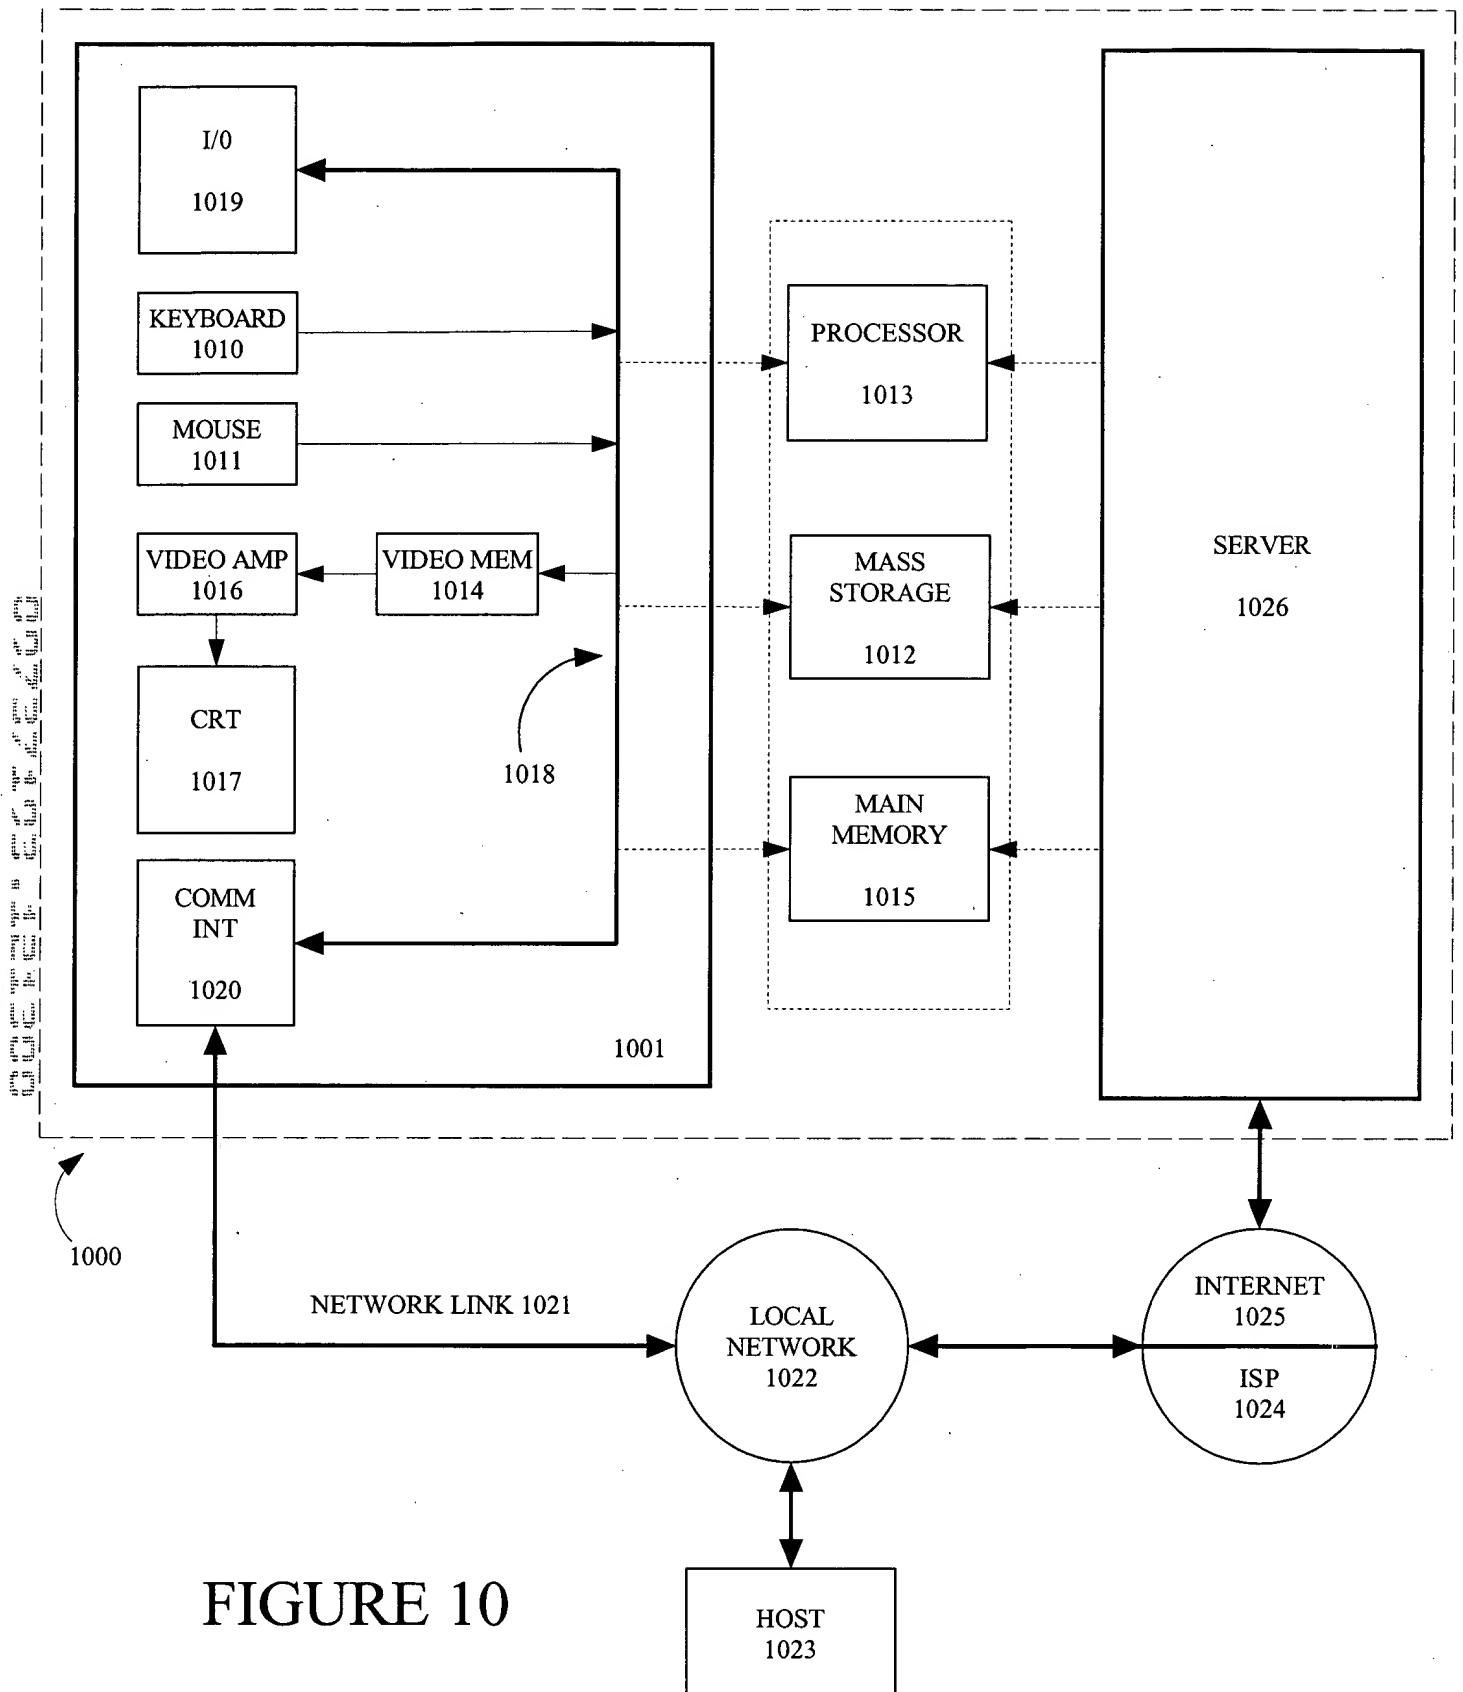 I/0
1019
KEYBOARD
1010
MOUSE
1011
VIDEO AMP
1016
VIDEO MEM
1014
CRT
1017
1018
COMM
INT
1020
1001
PROCESSOR
1013
MASS
STORAGE
1012
MAIN
MEMORY
1015
SERVER
1026
1000
NETWORK LINK 1021
LOCAL
NETWORK
1022
INTERNET
1025
ISP
1024
HOST
1023
FIGURE 10